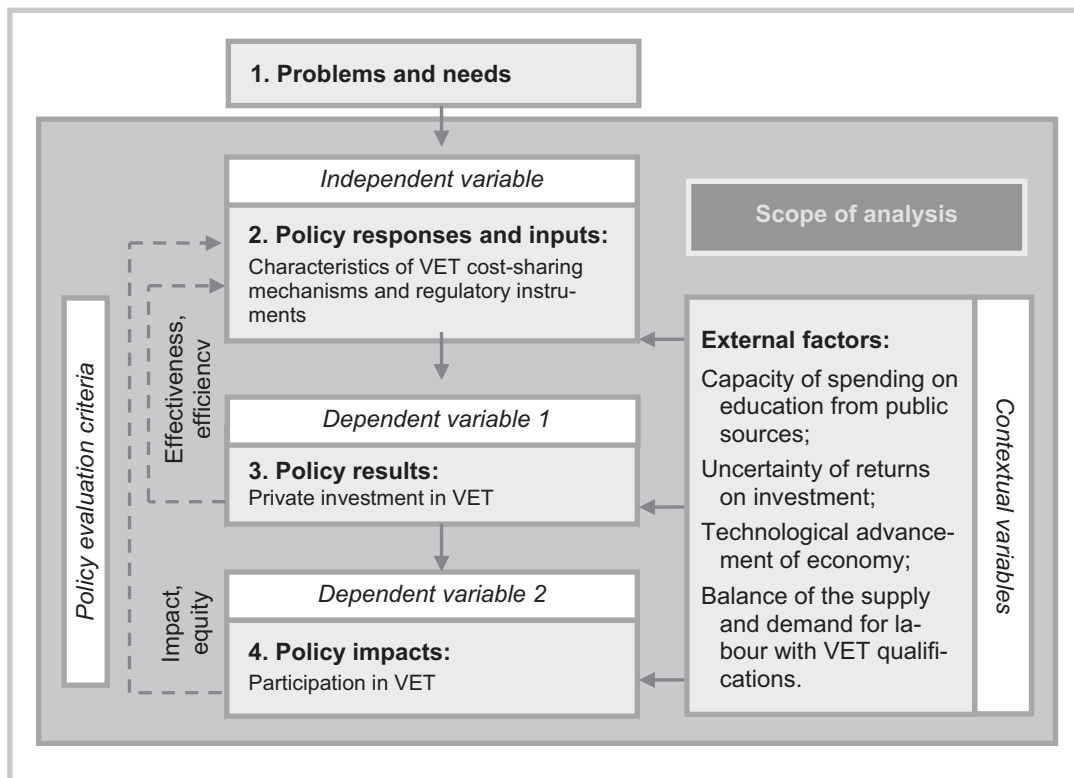 1. Problems and needs
Independent variable
2. Policy responses and inputs:
Characteristics of VET cost-sharing
mechanisms and regulatory instru-
ments
Scope of analysis
Policy evaluation criteria
Effectiveness,
efficiency
Dependent variable 1
3. Policy results:
Private investment in VET
Impact,
equity
Dependent variable 2
4. Policy impacts:
Participation in VET
External factors:
Capacity of spending on
education from public
sources;
Uncertainty of returns
on investment;
Technological advance-
ment of economy;
Balance of the supply
and demand for la-
bour with VET qualifi-
cations.
Contextual variables